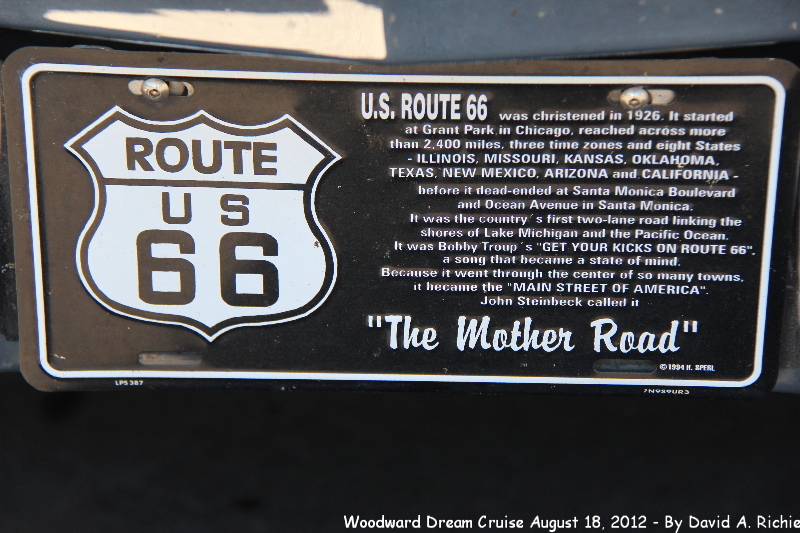 ROUTE
U S
66
U.S. ROUTE 66 was christened in 1926. It started
at Grant Park in Chicago, reached across more
than 2,400 miles, three time zones and eight States
- ILLINOIS, MISSOURI, KANSAS, OKLAHOMA,
TEXAS, NEW MEXICO, ARIZONA and CALIFORNIA -
before it dead-ended at Santa Monica Boulevard
and Ocean Avenue in Santa Monica.
It was the country´s first two-lane road linking the
shores of Lake Michigan and the Pacific Ocean.
It was Bobby Troup´s "GET YOUR KICKS ON ROUTE 66".
a song that became a state of mind.
Because it went through the center of so many towns.
it became the "MAIN STREET OF AMERICA".
John Steinbeck called it
"The Mother Road"
© 1994 H. SPERL
LPS 387
Woodward Dream Cruise August 18, 2012 - By David A. Richie